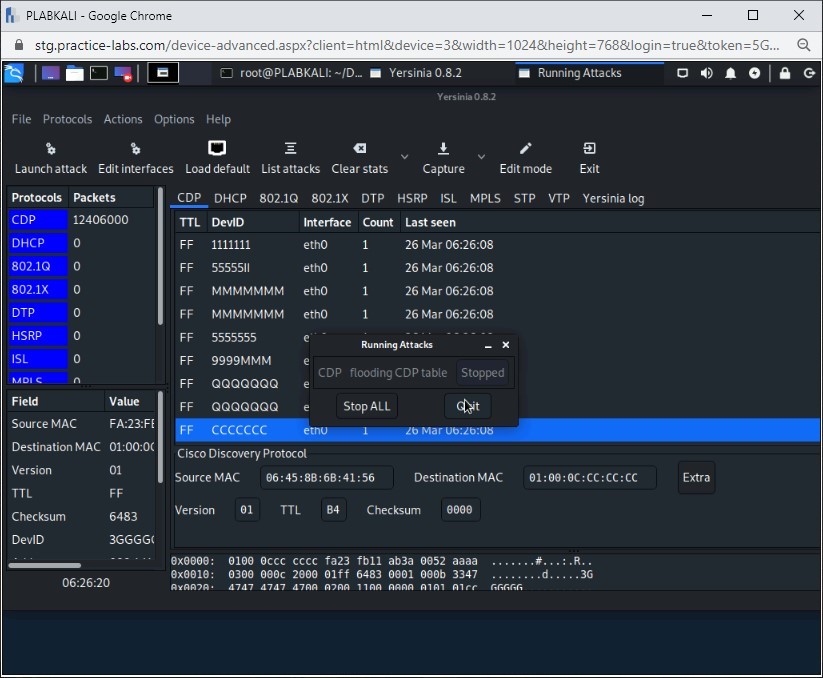 PLABKALI - Google Chrome
stg.practice-labs.com/device-advanced.aspx?client=html&device=3&width=1024&height=768&login=true&token=5G...
root@PLABKALI: ~/D... Yersinia 0.8.2 Running Attacks
Yersinia 0.8.2
File Protocols Actions Options Help
Launch attack Edit interfaces Load default List attacks Clear stats Capture Edit mode Exit
Protocols Packets
CDP 12406000
DHCP 0
802.1Q 0
802.1X 0
DTP 0
HSRP 0
ISL 0
MPLS 0
Field Value
Source MAC FA:23:FE
Destination MAC 01:00:0C
Version 01
TTL FF
Checksum 6483
DevID 3GGGGG
06:26:20
CDP DHCP 802.1Q 802.1X DTP HSRP ISL MPLS STP VTP Yersinia log
TTL DevID Interface Count Last seen
FF 1111111 eth0 1 26 Mar 06:26:08
FF 55555II eth0 1 26 Mar 06:26:08
FF MMMMMMM eth0 1 26 Mar 06:26:08
FF MMMMMMM eth0 1 26 Mar 06:26:08
FF 5555555
FF 9999MMM
FF QQQQQQQ
FF QQQQQQQ
FF CCCCCCC eth0 1 26 Mar 06:26:08
Running Attacks
CDP flooding CDP table Stopped
Stop ALL Quit
Cisco Discovery Protocol
Source MAC 06:45:8B:6B:41:56 Destination MAC 01:00:0C:CC:CC:CC Extra
Version 01 TTL B4 Checksum 0000
0x0000: 0100 0ccc cccc fa23 fb11 ab3a 0052 aaaa .......#...:.R..
0x0010: 0300 000c 2000 01ff 6483 0001 000b 3347 ........d.....3G
0x0020: 4747 4747 4700 0200 1100 0000 0101 01cc GGGGG